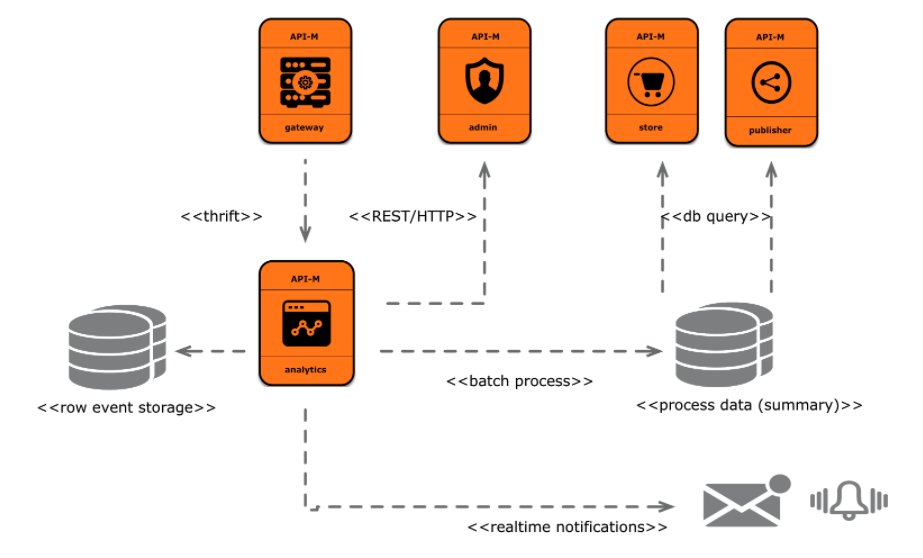 API-M
gateway
API-M
admin
API-M
store
API-M
publisher
<<thrift>>
<<REST/HTTP>>
<<db query>>
API-M
analytics
<<row event storage>>
<<batch process>>
<<process data (summary)>>
<<realtime notifications>>